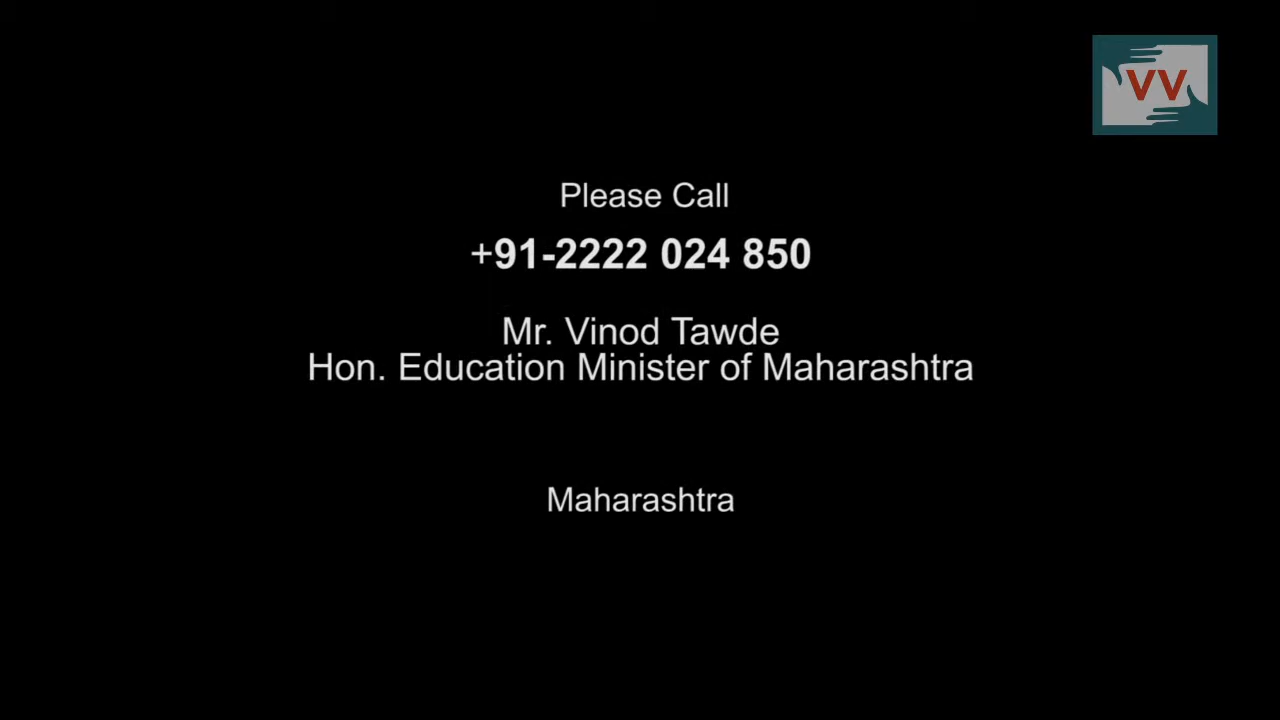 VV
Please Call
+91-2222 024 850
Mr. Vinod Tawde
Hon. Education Minister of Maharashtra
Maharashtra